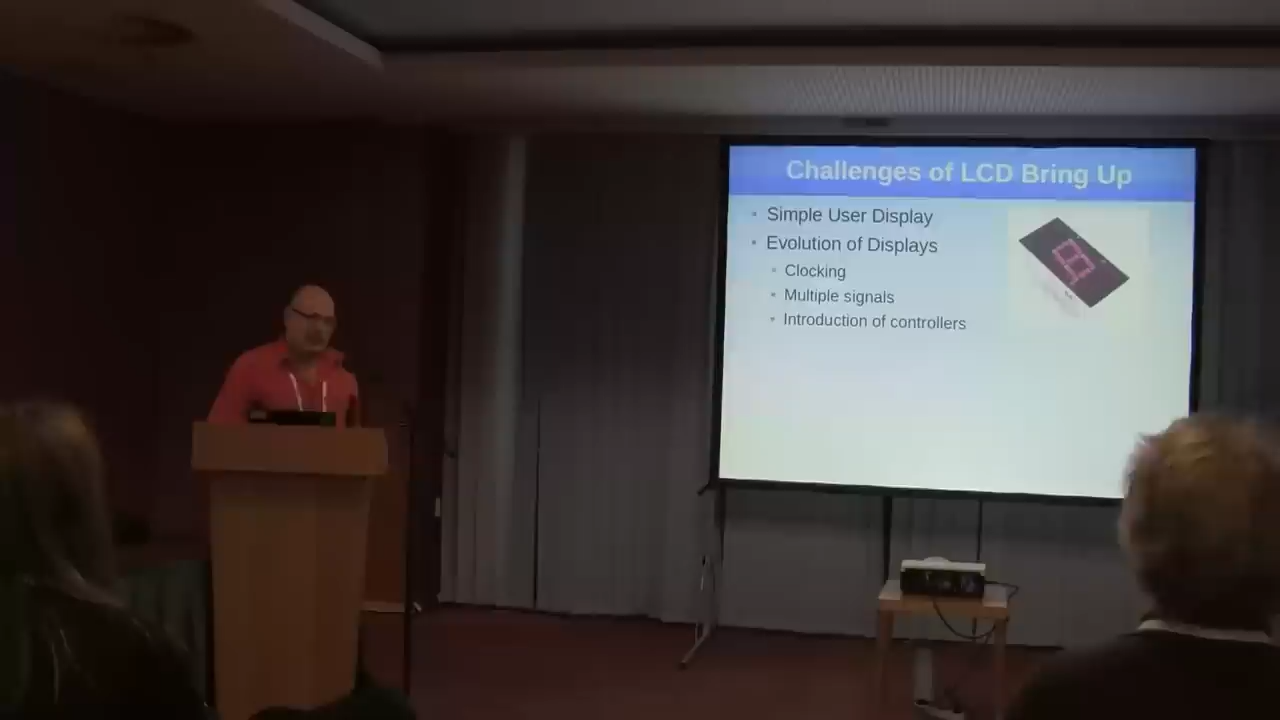 Challenges of LCD Bring Up
Simple User Display
Evolution of Displays
Clocking
Multiple signals
Introduction of controllers